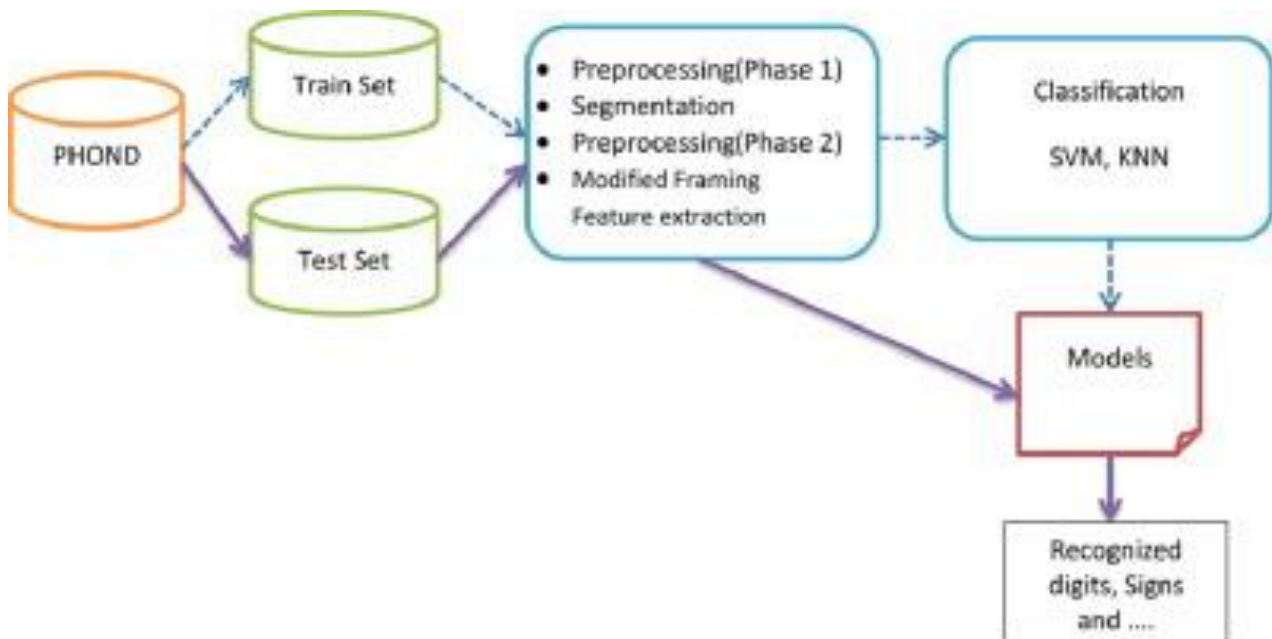 PHOND
Train Set
Test Set
• Preprocessing(Phase 1)
• Segmentation
• Preprocessing(Phase 2)
• Modified Framing
Feature extraction
Classification
SVM, KNN
Models
Recognized
digits, Signs
and ....